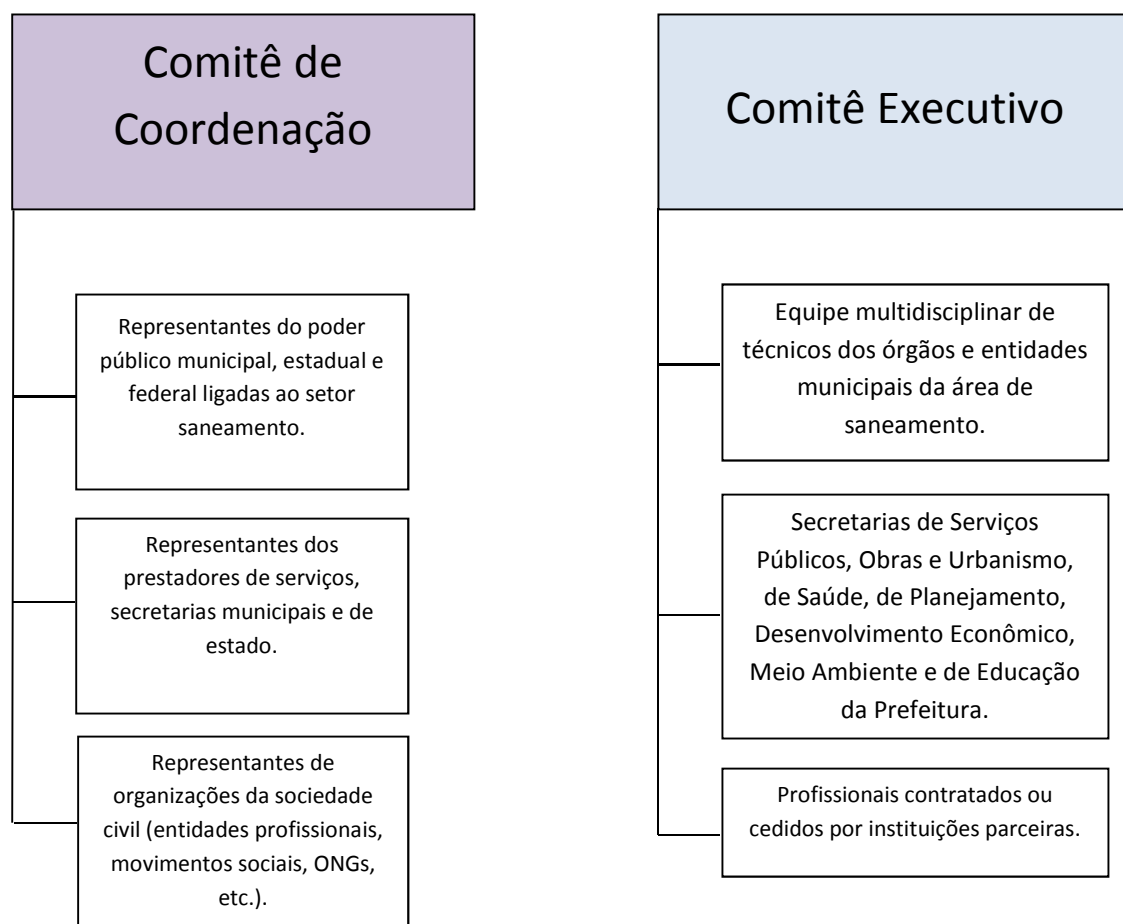 Comitê de
Coordenação
Representantes do poder
público municipal, estadual e
federal ligadas ao setor
saneamento.
Representantes dos
prestadores de serviços,
secretarias municipais e de
estado.
Representantes de
organizações da sociedade
civil (entidades profissionais,
movimentos sociais, ONGs,
etc.).
Comitê Executivo
Equipe multidisciplinar de
técnicos dos órgãos e entidades
municipais da área de
saneamento.
Secretarias de Serviços
Públicos, Obras e Urbanismo,
de Saúde, de Planejamento,
Desenvolvimento Econômico,
Meio Ambiente e de Educação
da Prefeitura.
Profissionais contratados ou
cedidos por instituições parceiras.